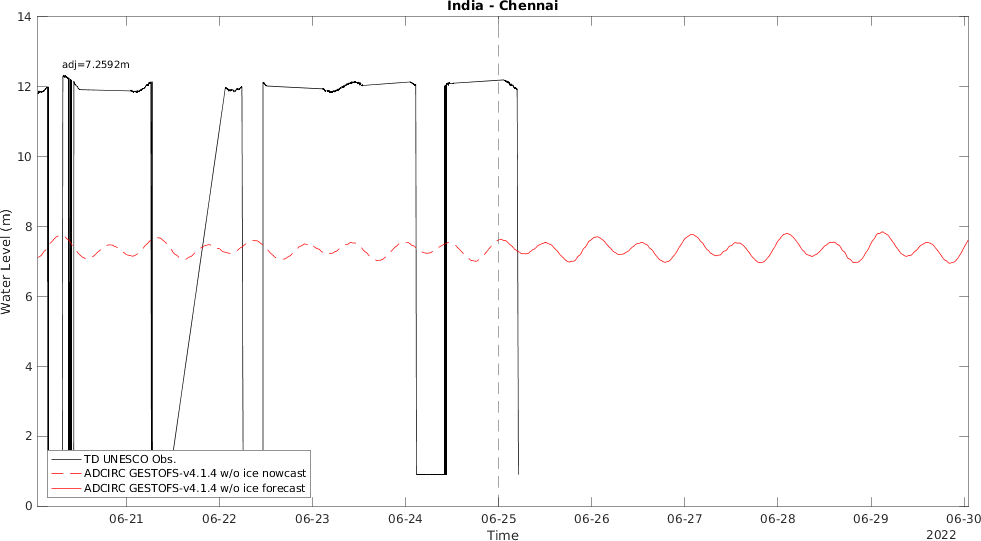 India - Chennai
14
12
10
8
6
4
2
0
Water Level (m)
adj=7.2592m
TD UNESCO Obs.
ADCIRC GESTOFS-v4.1.4 w/o ice nowcast
ADCIRC GESTOFS-v4.1.4 w/o ice forecast
06-21 06-22 06-23 06-24 06-25 06-26 06-27 06-28 06-29 06-30
Time
2022